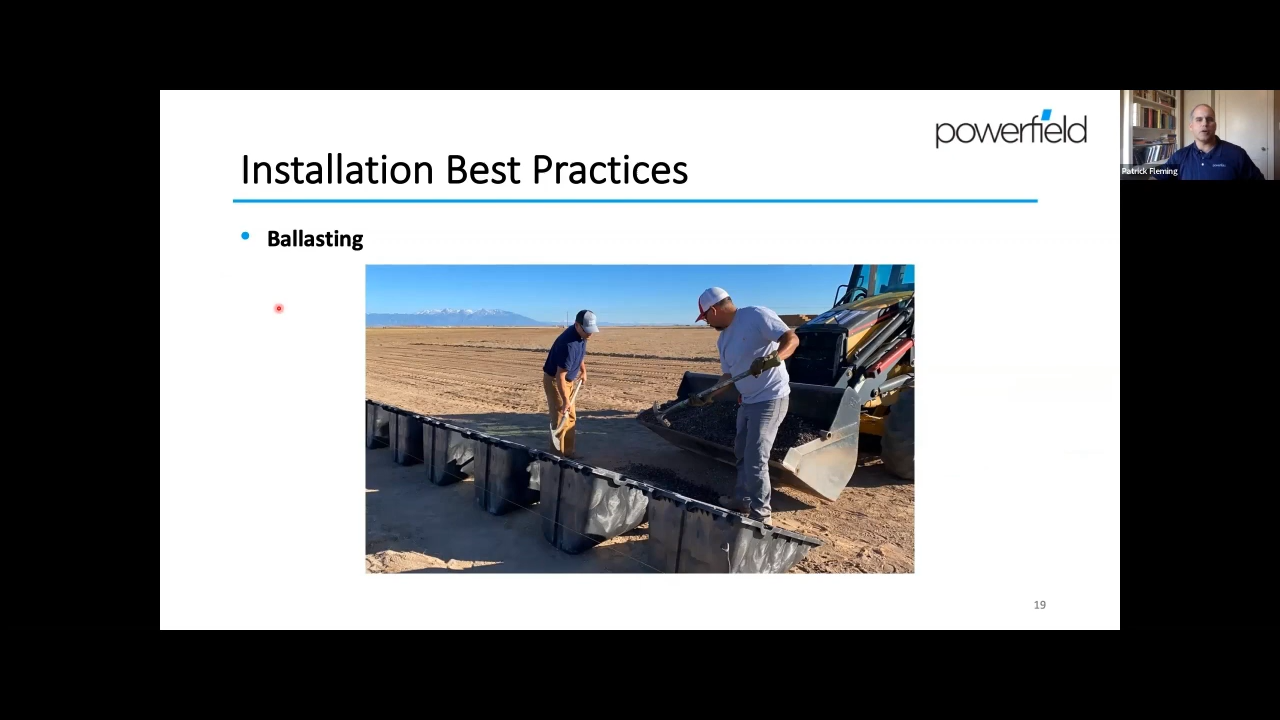 powerfield
Installation Best Practices
Patrick Fleming
• Ballasting
19